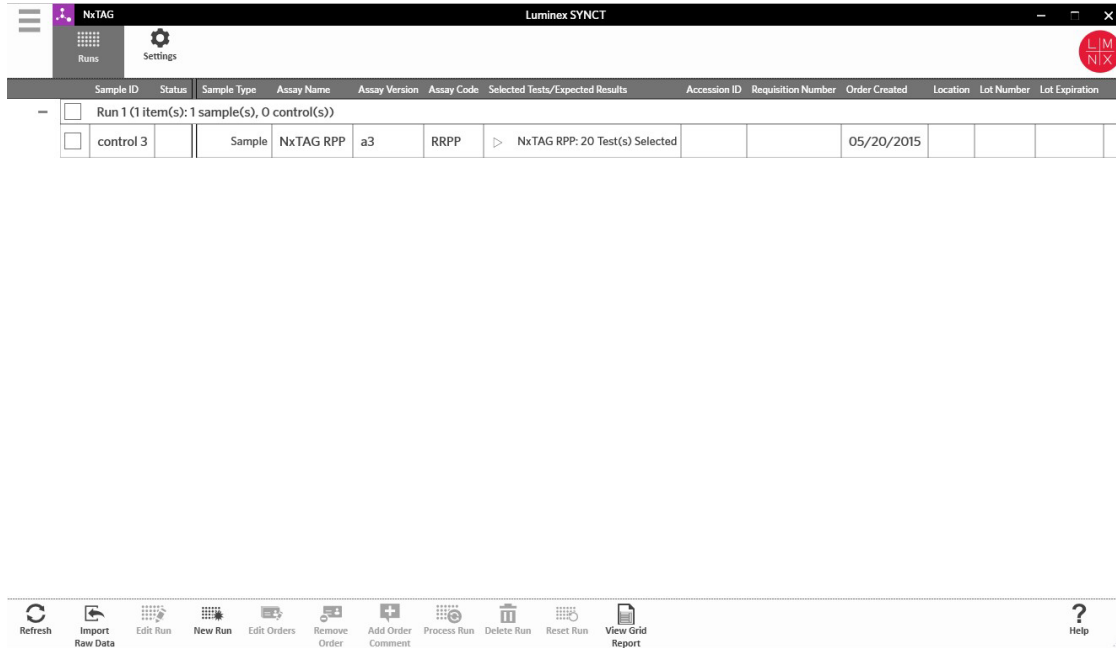 NxTAG Luminex SYNCT
L M
N X
Runs Settings
Sample ID Status Sample Type Assay Name Assay Version Assay Code Selected Tests/Expected Results Accession ID Requisition Number Order Created Location Lot Number Lot Expiration
Run 1 (1 item(s): 1 sample(s), 0 control(s))
control 3 Sample NxTAG RPP a3 RRPP NxTAG RPP: 20 Test(s) Selected 05/20/2015
Refresh Import Raw Data Edit Run New Run Edit Orders Remove Order Add Order Comment Process Run Delete Run Reset Run View Grid Report ? Help